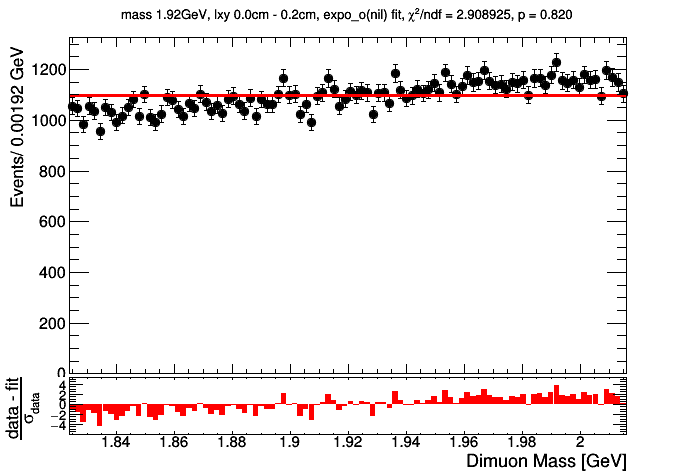 mass 1.92GeV, lxy 0.0cm - 0.2cm, expo_o(nil) fit, χ²/ndf = 2.908925, p = 0.820
Events/ 0.00192 GeV
1200
1000
800
600
400
200
0
data - fit
σdata
4
2
0
−2
−4
1.84 1.86 1.88 1.9 1.92 1.94 1.96 1.98 2
Dimuon Mass [GeV]